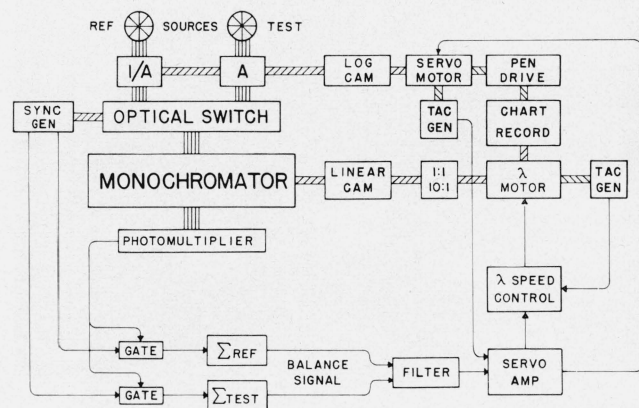 REF SOURCES TEST
1/A
A
LOG
CAM
SERVO
MOTOR
PEN
DRIVE
SYNC
GEN
OPTICAL SWITCH
TAC
GEN
CHART
RECORD
MONOCHROMATOR
LINEAR
CAM
1:1
10:1
λ
MOTOR
TAC
GEN
PHOTOMULTIPLIER
λ SPEED
CONTROL
GATE
ΣREF
BALANCE
SIGNAL
FILTER
SERVO
AMP
GATE
ΣTEST